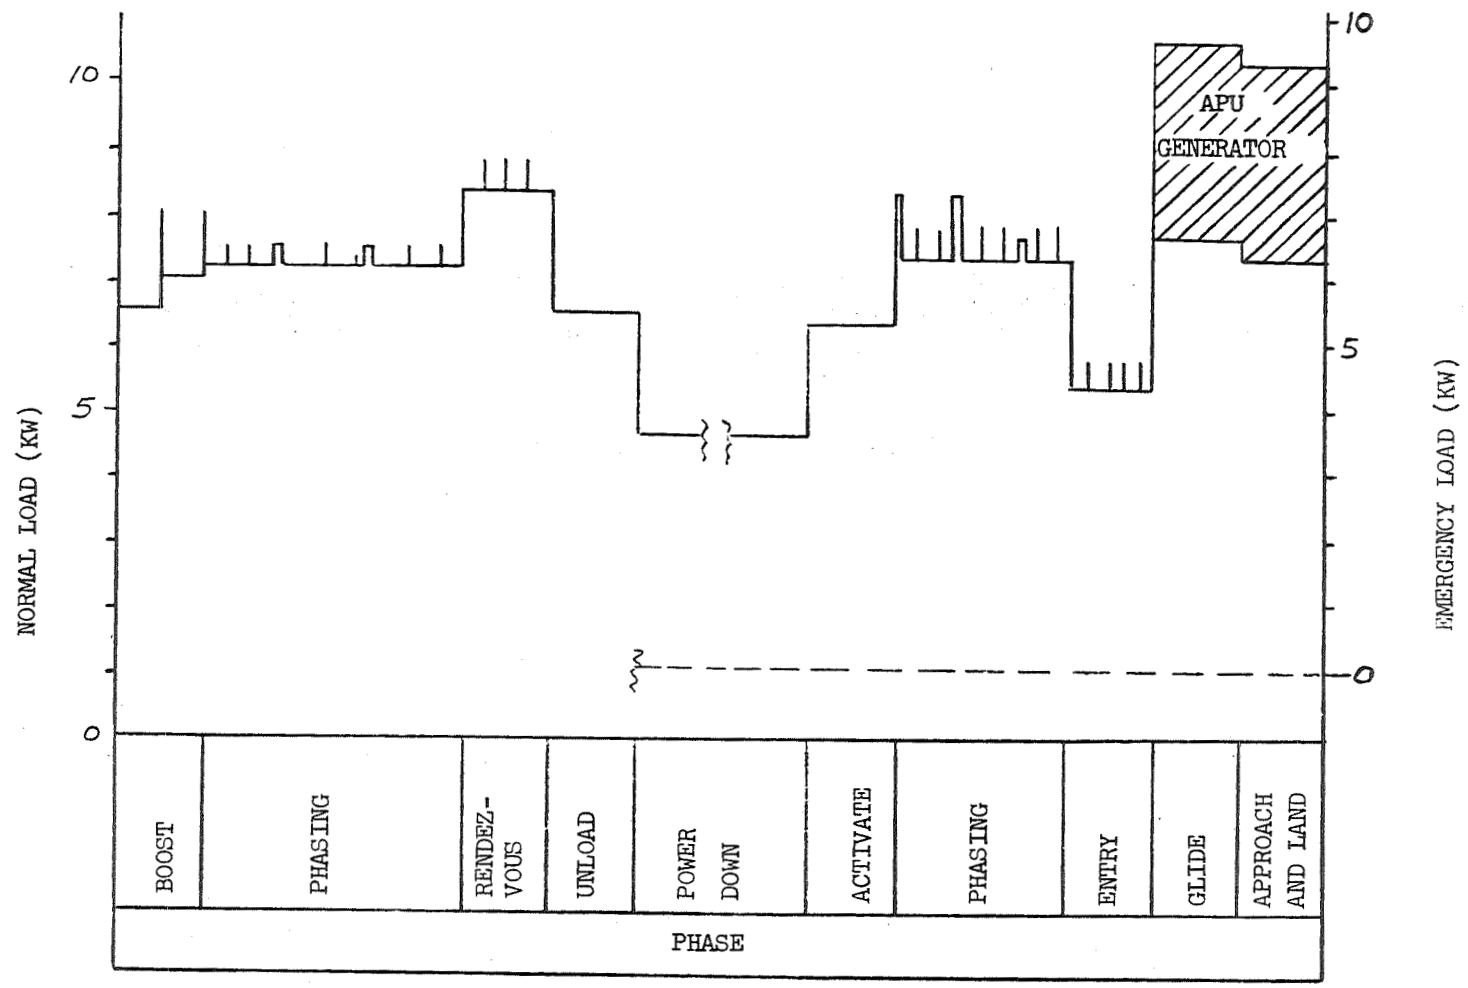 10
5
0
NORMAL LOAD (KW)
10
5
0
EMERGENCY LOAD (KW)
APU
GENERATOR
BOOST
PHASING
RENDEZ-
VOUS
UNLOAD
POWER
DOWN
ACTIVATE
PHASING
ENTRY
GLIDE
APPROACH
AND LAND
PHASE